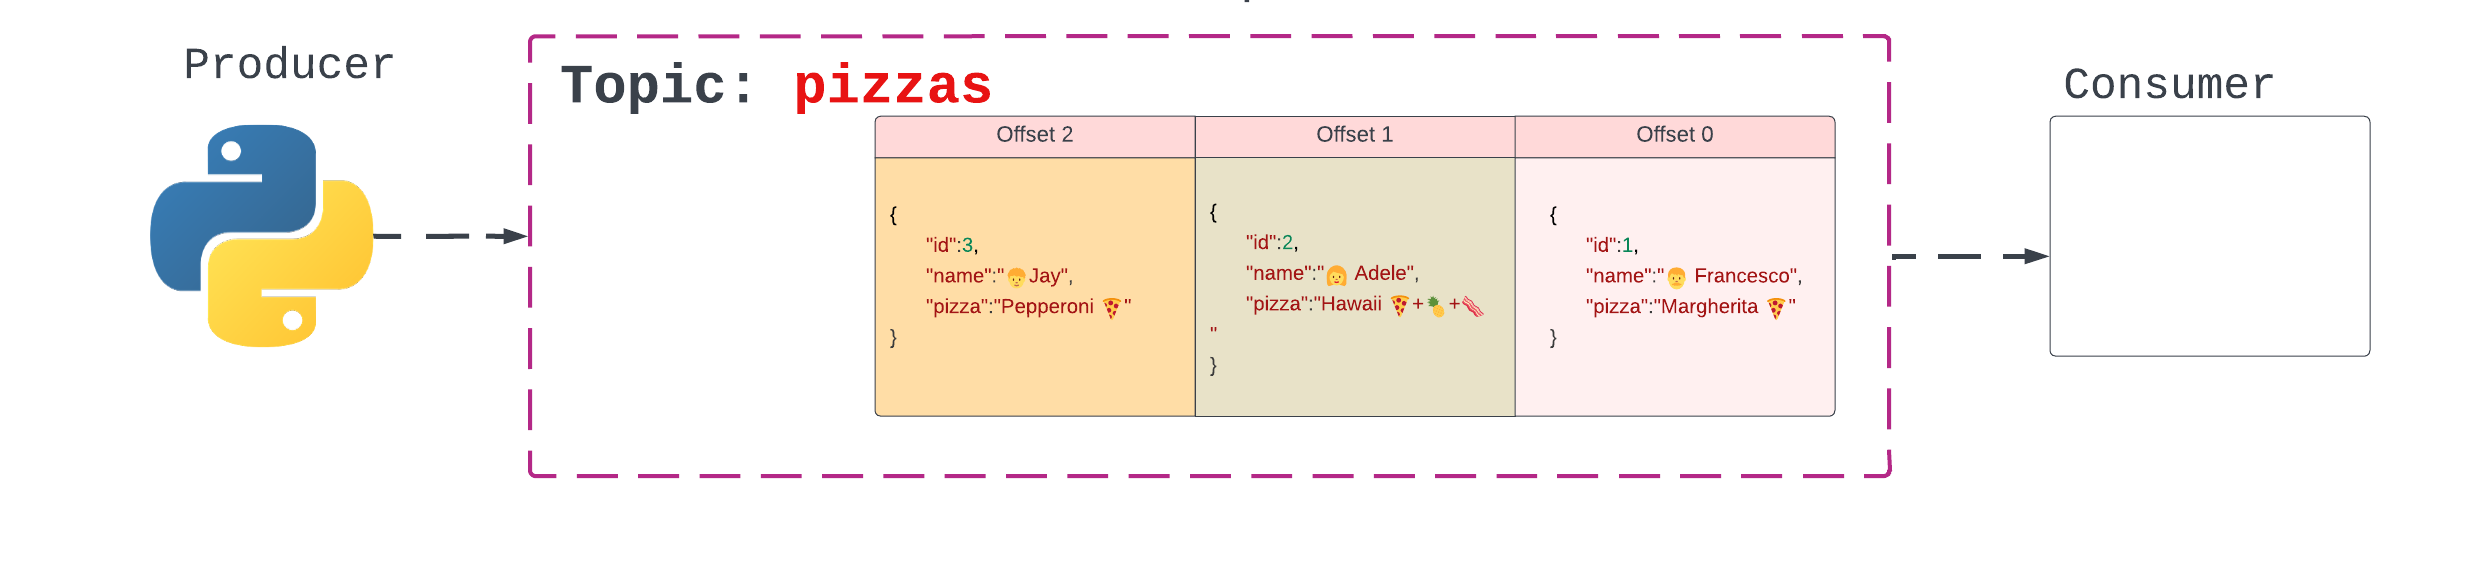 Producer
Topic: pizzas
Consumer
Offset 2
{
"id":3,
"name":"👦Jay",
"pizza":"Pepperoni 🍕"
}
Offset 1
{
"id":2,
"name":"👩 Adele",
"pizza":"Hawaii 🍕+🍍+🥓
"
}
Offset 0
{
"id":1,
"name":"👨 Francesco",
"pizza":"Margherita 🍕"
}